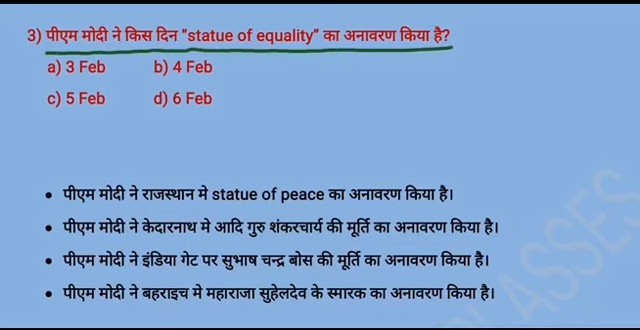 3) पीएम मोदी ने किस दिन “statue of equality” का अनावरण किया है?
a) 3 Feb b) 4 Feb
c) 5 Feb d) 6 Feb
• पीएम मोदी ने राजस्थान मे statue of peace का अनावरण किया है।
• पीएम मोदी ने केदारनाथ मे आदि गुरु शंकरचार्य की मूर्ति का अनावरण किया है।
• पीएम मोदी ने इंडिया गेट पर सुभाष चन्द्र बोस की मूर्ति का अनावरण किया है।
• पीएम मोदी ने बहराइच मे महाराजा सुहेलदेव के स्मारक का अनावरण किया है।